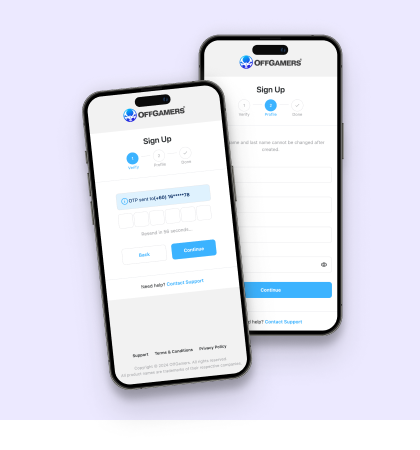 OFFGAMERS
Sign Up
1
2
Verify
Profile
Done
OTP sent to (+60) 16*****78
Resend in 56 seconds...
Back
Continue
Need help? Contact Support
Support
Terms & Conditions
Privacy Policy
Copyright © 2024 OffGamers. All rights reserved.
All product names are trademarks of their respective companies.
OFFGAMERS
Sign Up
1
2
Verify
Profile
Done
and last name cannot be changed after
created.
Continue
help? Contact Support